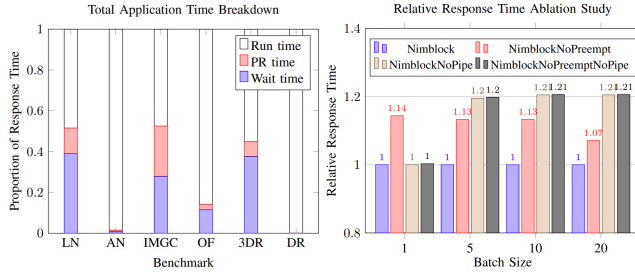 Total Application Time Breakdown
Proportion of Response Time
1
0.8
0.6
0.4
0.2
0
Run time
PR time
Wait time
LN AN IMGC OF 3DR DR
Benchmark
Relative Response Time Ablation Study
Relative Response Time
1.4
1.2
1
0.8
Nimblock NimblockNoPreempt
NimblockNoPipe NimblockNoPreemptNoPipe
1 1.14 1 1
1 1.13 1.2 1.2
1 1.13 1.21 1.21
1 1.07 1.21 1.21
1 5 10 20
Batch Size